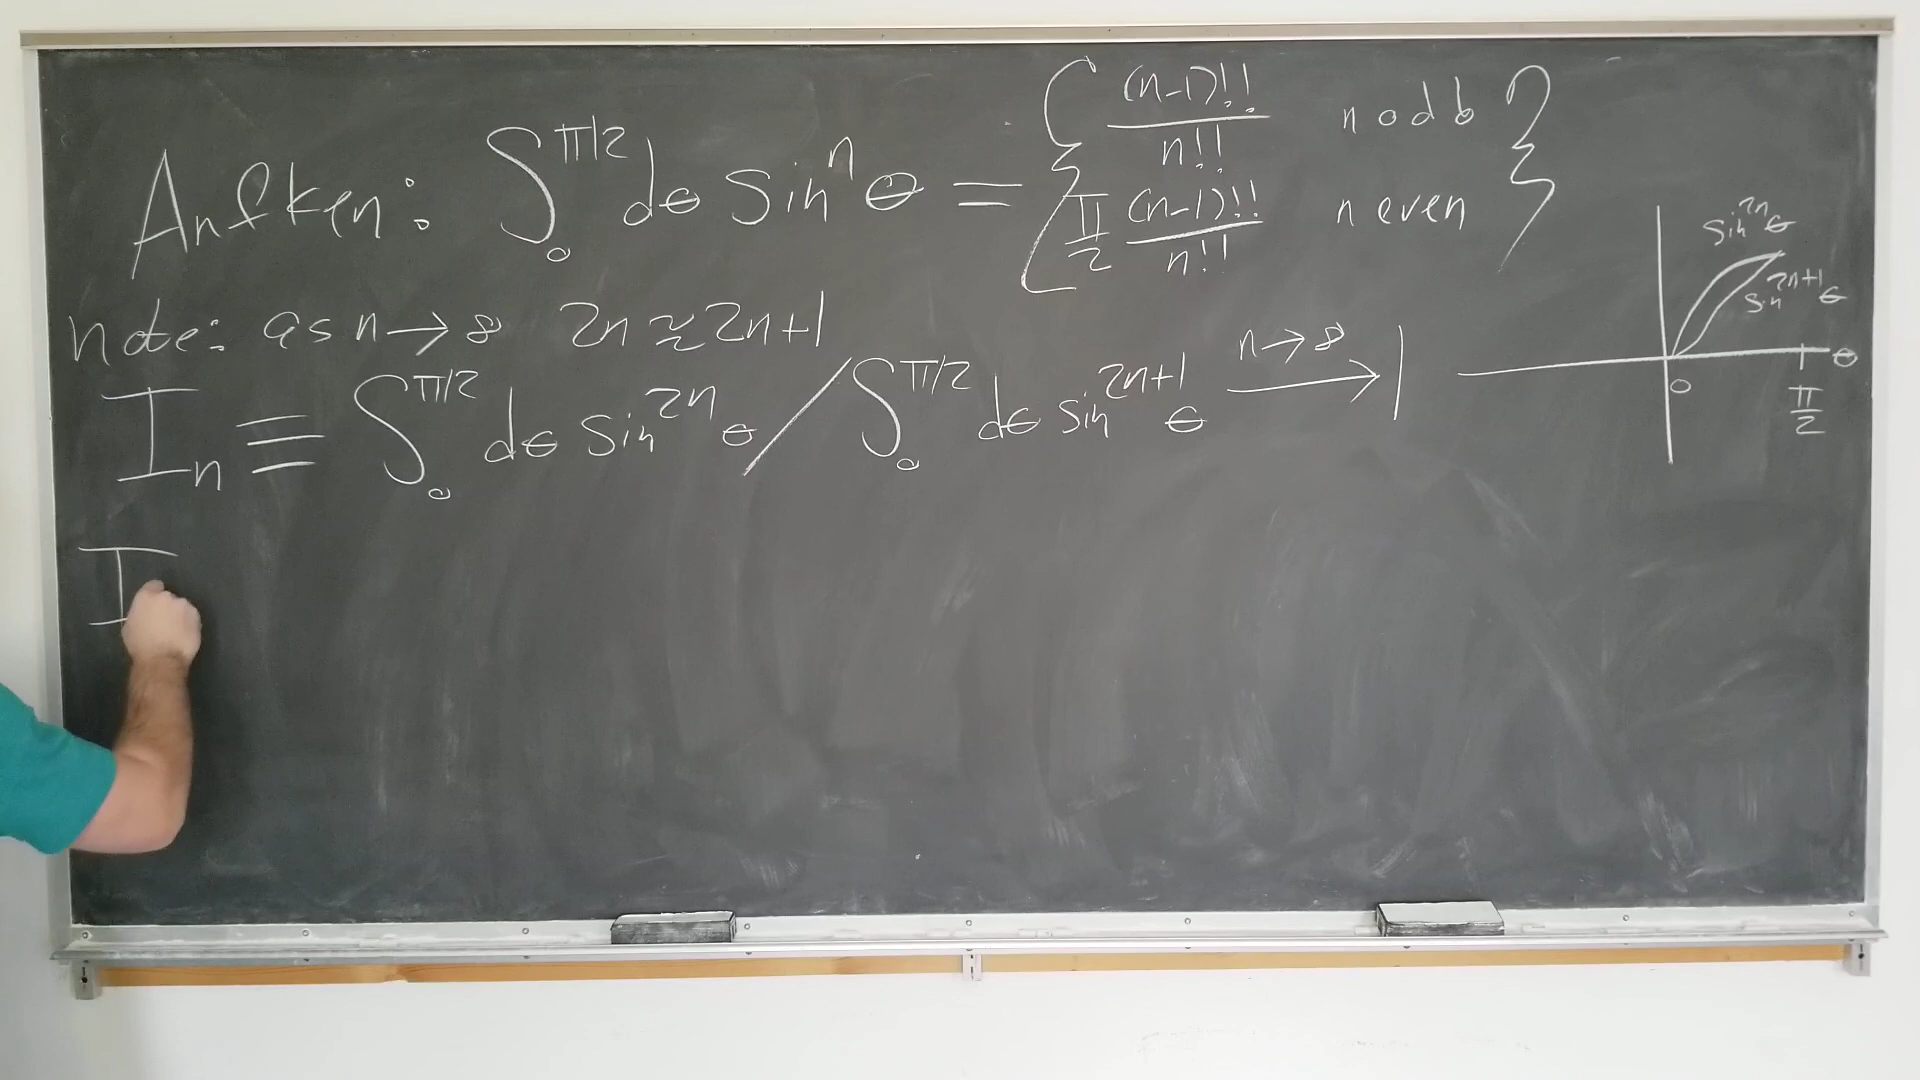 Arfken: ∫₀^{π/2} dθ sinⁿθ = { (n-1)!!/n!! n odd
π/2 (n-1)!!/n!! n even }
note: as n→∞ 2n ≈ 2n+1
I_n ≡ ∫₀^{π/2} dθ sin^{2n}θ / ∫₀^{π/2} dθ sin^{2n+1}θ n→∞ → 1
sin^{2n}θ
sin^{2n+1}θ
θ
0
π/2
I